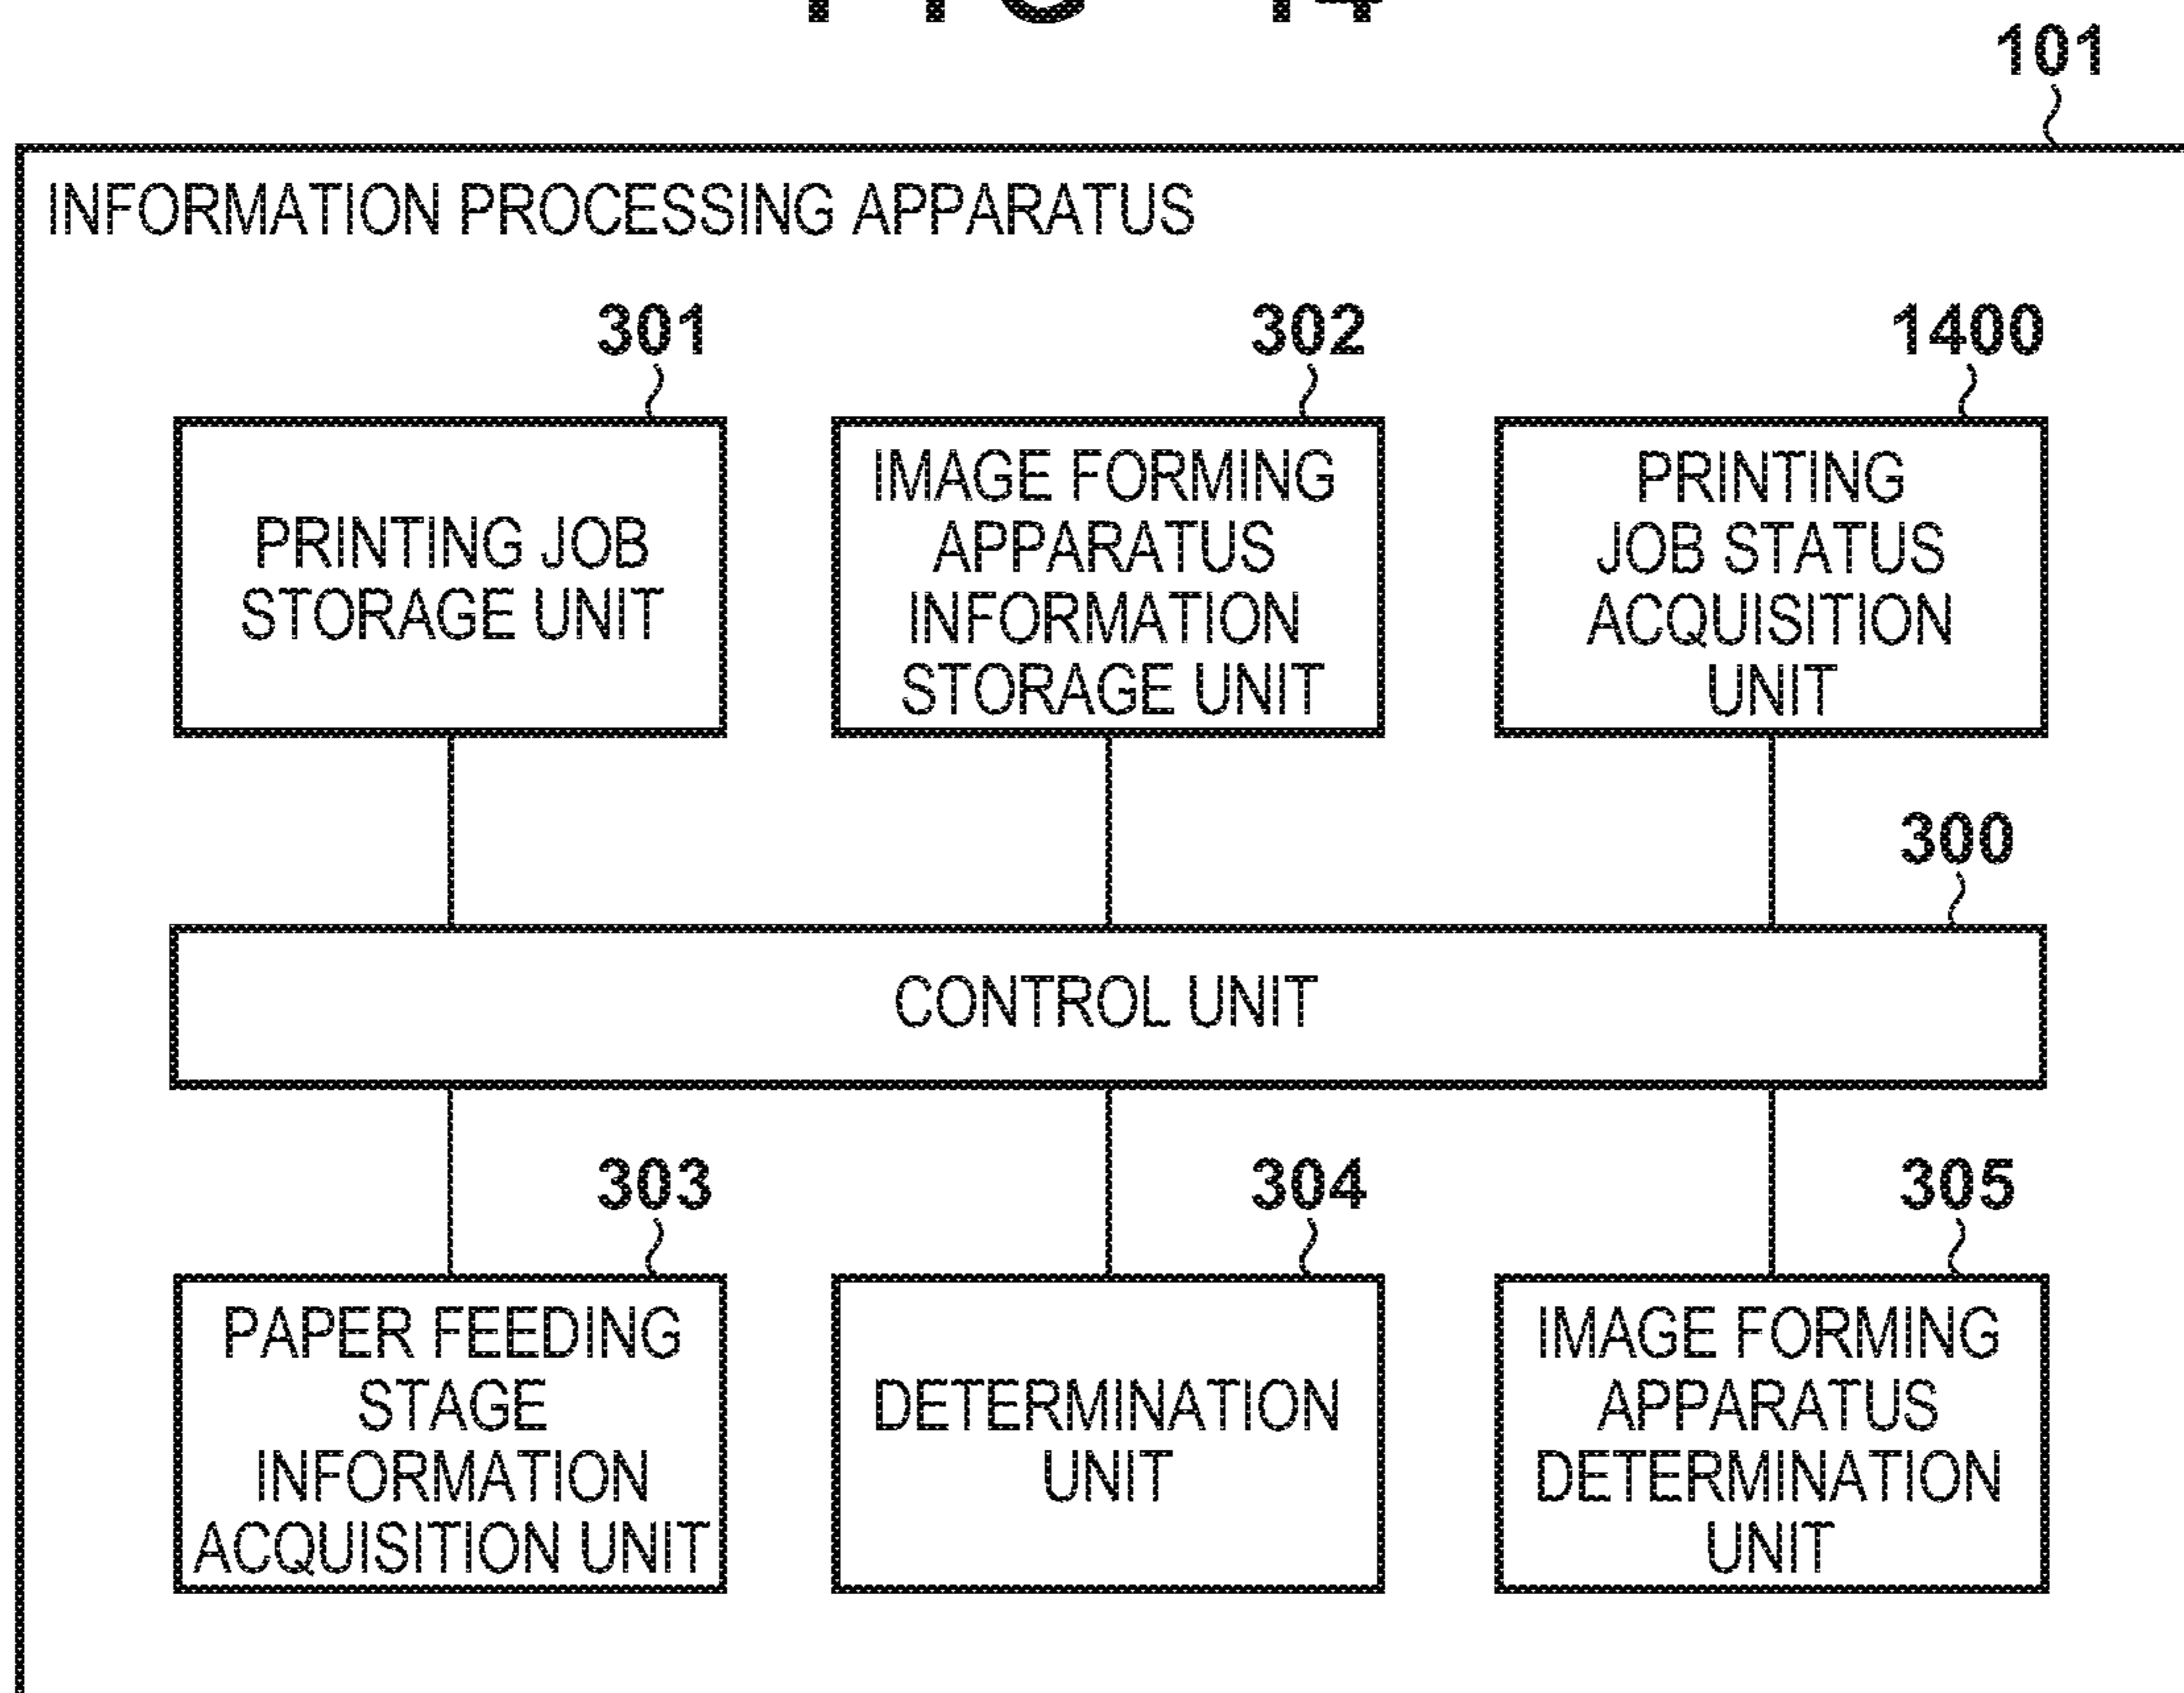 101
INFORMATION PROCESSING APPARATUS
301
302
1400
PRINTING JOB
STORAGE UNIT
IMAGE FORMING
APPARATUS
INFORMATION
STORAGE UNIT
PRINTING
JOB STATUS
ACQUISITION
UNIT
300
CONTROL UNIT
303
304
305
PAPER FEEDING
STAGE
INFORMATION
ACQUISITION UNIT
DETERMINATION
UNIT
IMAGE FORMING
APPARATUS
DETERMINATION
UNIT